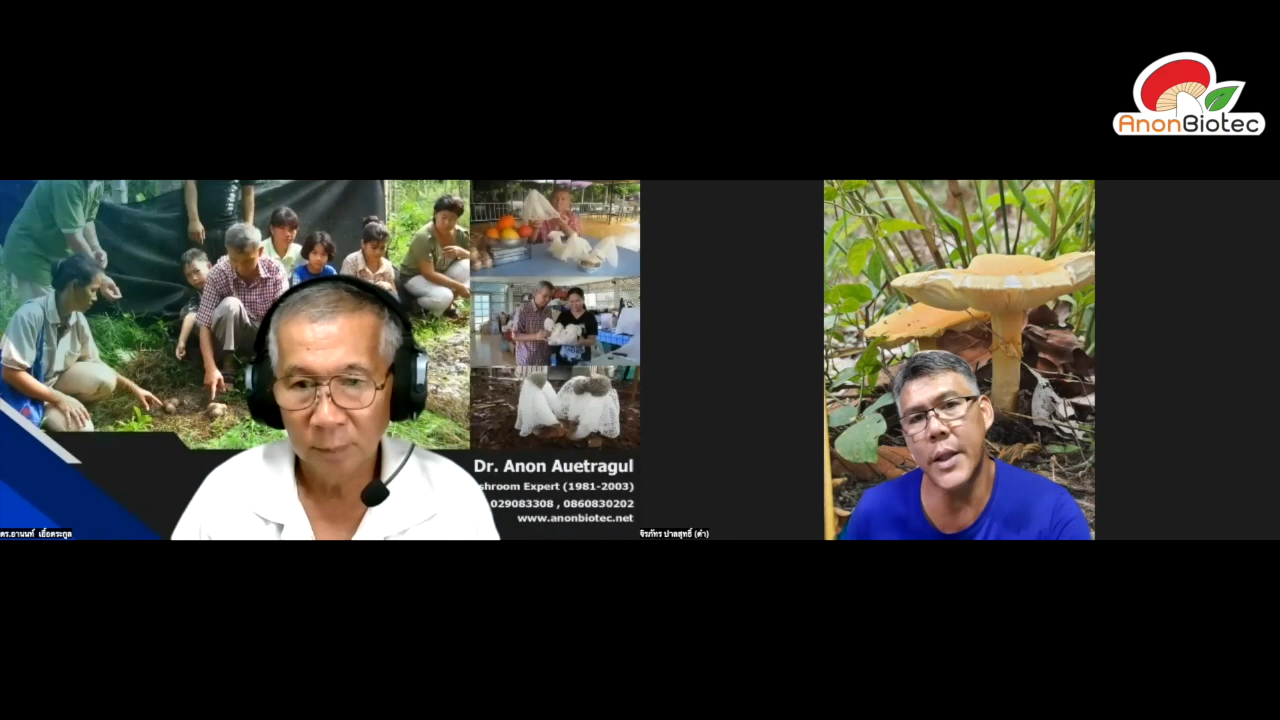 AnonBiotec
Dr. Anon Auetragul
shroom Expert (1981-2003)
029083308 , 0860830202
www.anonbiotec.net
ดร.อานนท์ เอื้อตระกูล
จิรภัทร ปาลสุทธิ์ (ดำ)